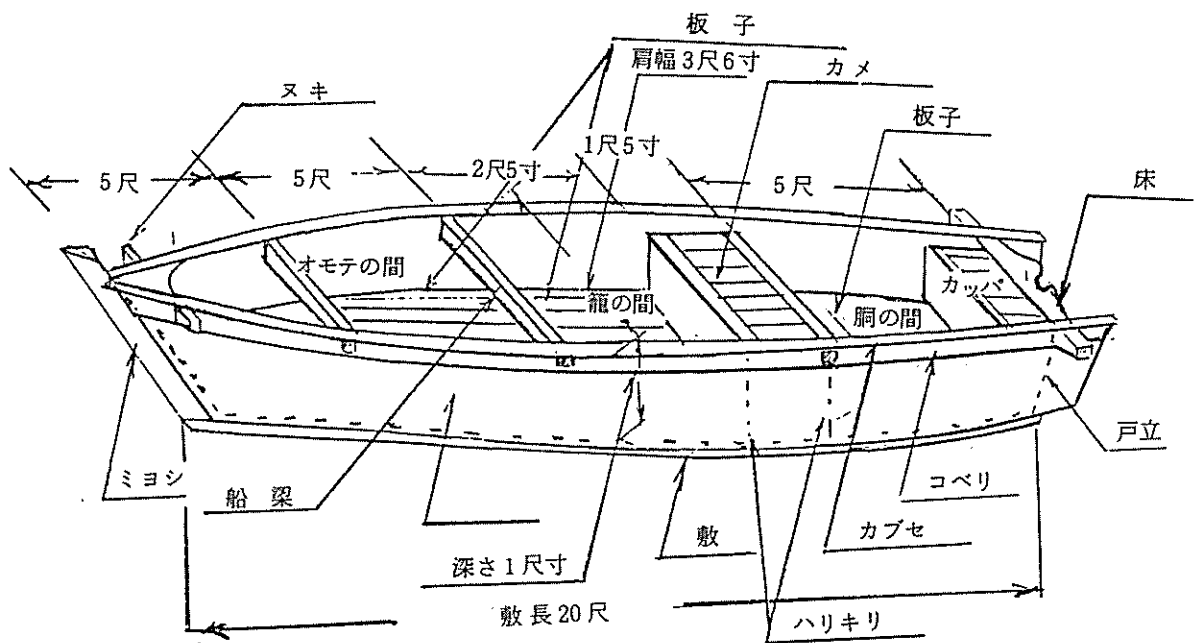 板子
肩幅3尺6寸
カメ
ヌキ
板子
1尺5寸
5尺
5尺
2尺5寸
5尺
床
オモテの間
カッパ
籠の間
胴の間
戸立
ミヨシ
船梁
コベリ
敷
カブセ
深さ1尺寸
敷長20尺
ハリキリ